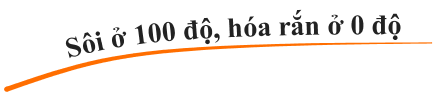 Sôi ở 100 độ, hóa rắn ở 0 độ